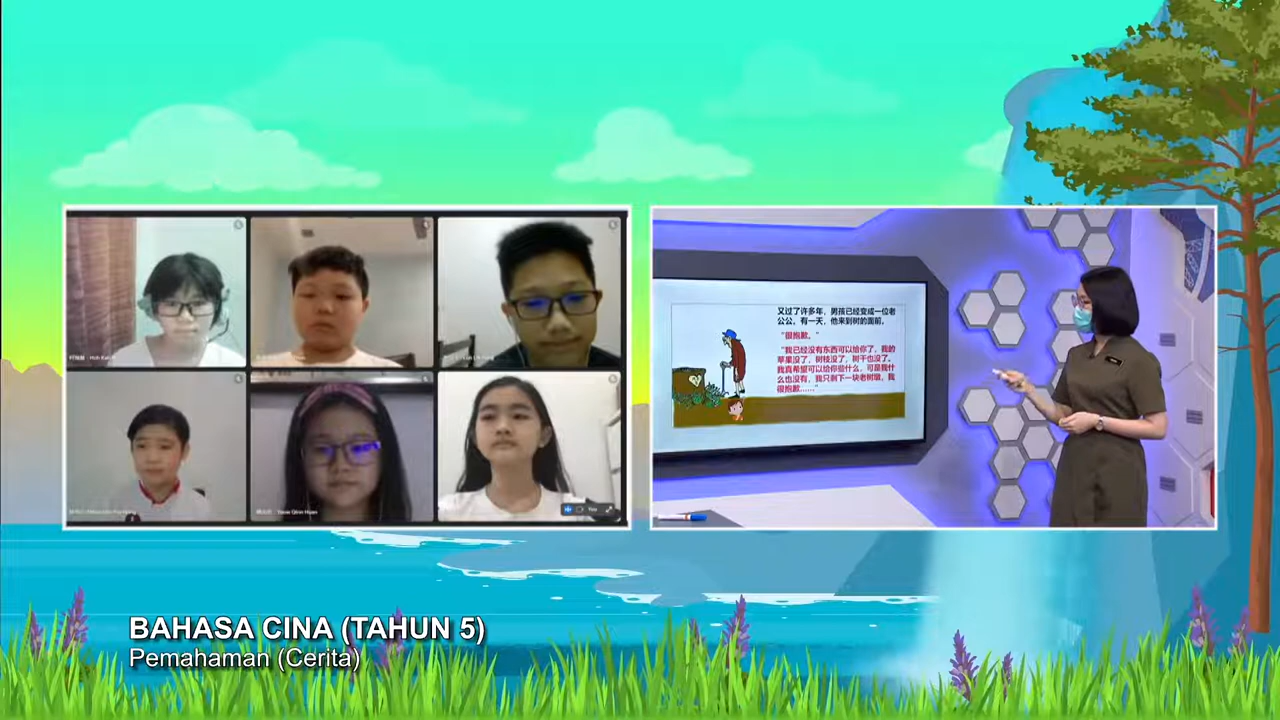 又过了许多年，男孩已经变成一位老
公公。有一天，他来到树的面前。
“很抱歉。”
“我已经没有东西可以给你了，我的
苹果没了，树枝没了，树干也没了。
我真希望可以给你些什么，可是我什
么也没有，我只剩下一块老树墩，我
很抱歉……”
You
BAHASA CINA (TAHUN 5)
Pemahaman (Cerita)